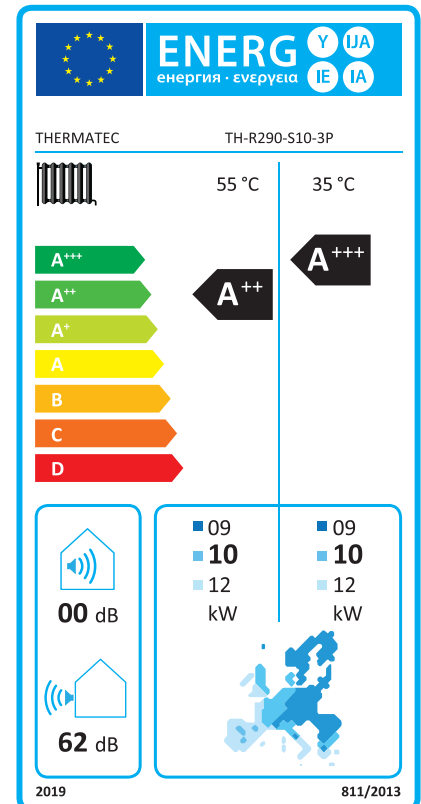 ENERG Y IJA
енергия · ενεργεια IE IA
THERMATEC TH-R290-S10-3P
55 °C 35 °C
A+++
A++
A+
A
B
C
D
A++
A+++
00 dB
62 dB
09
10
12
kW
09
10
12
kW
2019 811/2013